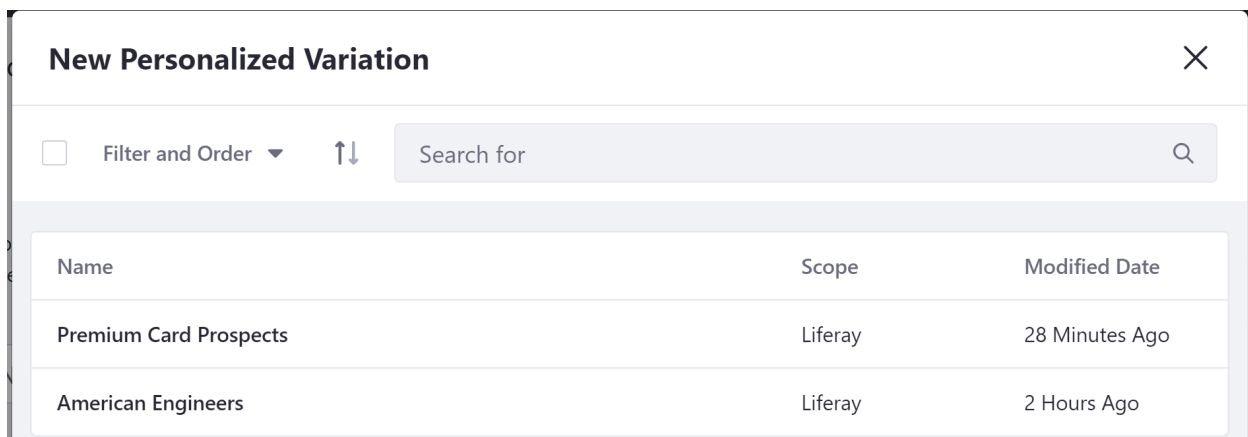 New Personalized Variation
Filter and Order
Search for
Name Scope Modified Date
Premium Card Prospects Liferay 28 Minutes Ago
American Engineers Liferay 2 Hours Ago